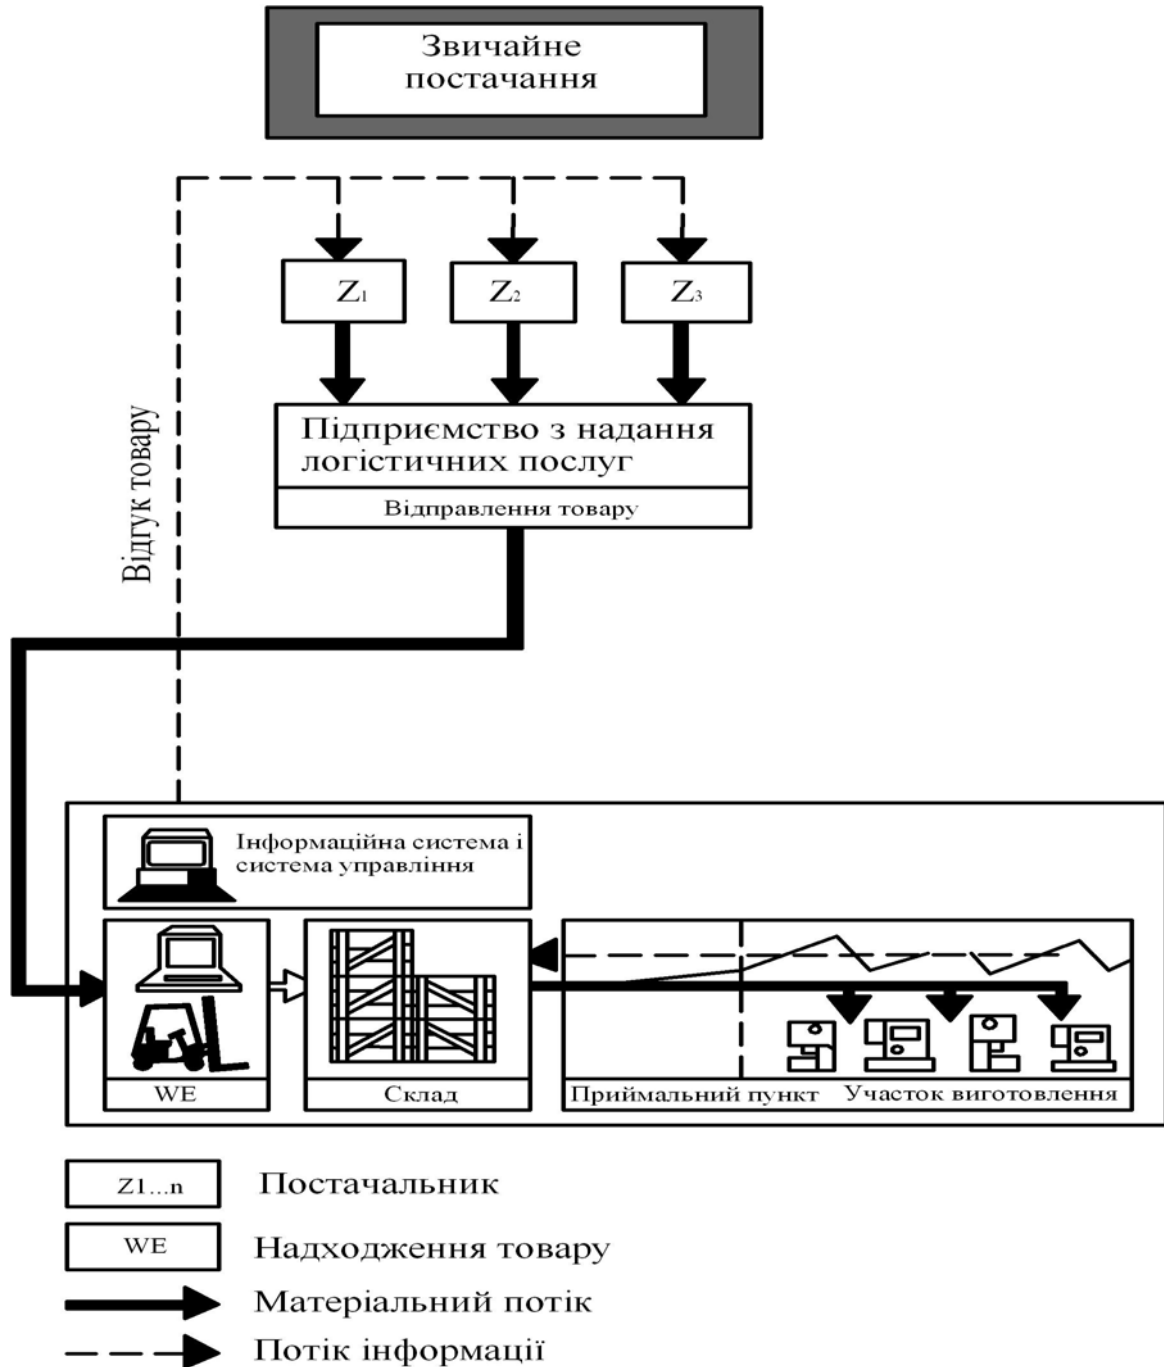 Звичайне
постачання
Z1
Z2
Z3
Підприємство з надання
логістичних послуг
Відправлення товару
Відгук товару
Інформаційна система і
система управління
WE
Склад
Приймальний пункт
Участок виготовлення
Z1...n
Постачальник
WE
Надходження товару
Матеріальний потік
Потік інформації